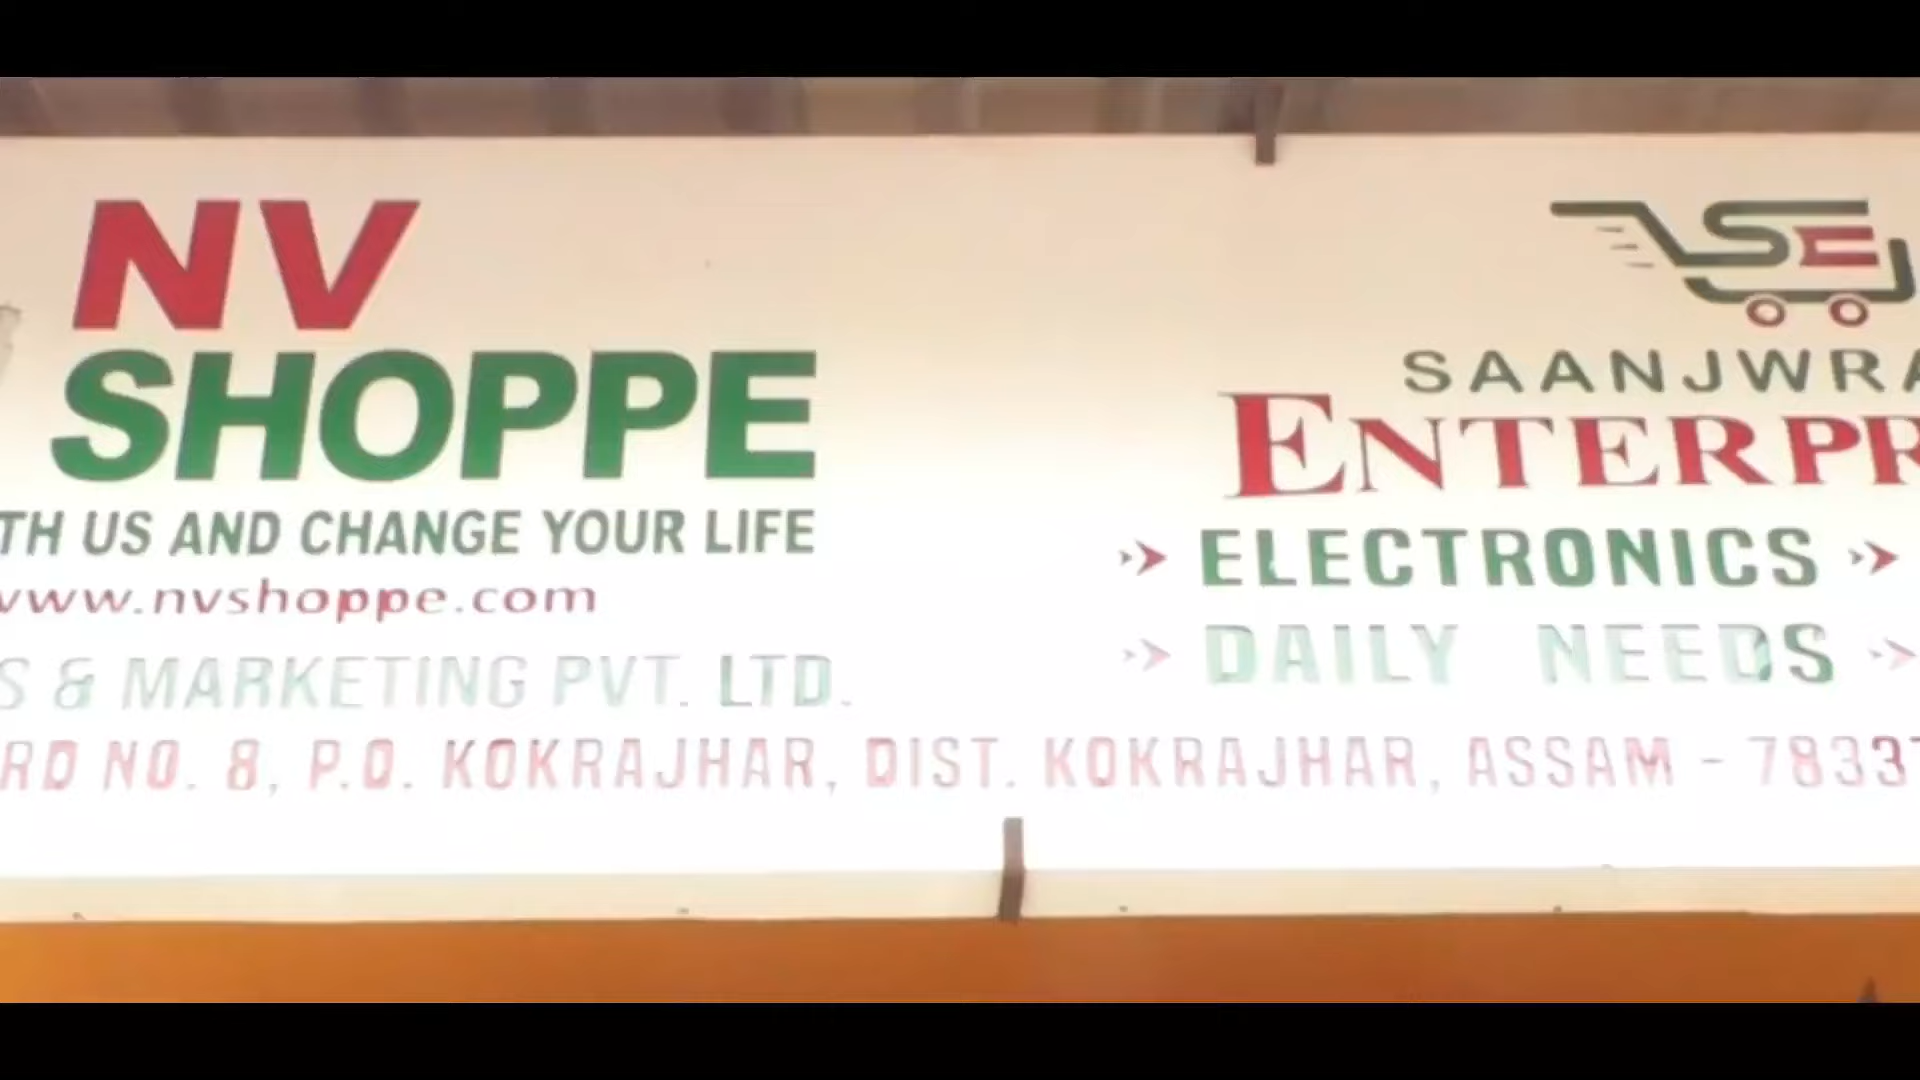 NV
SHOPPE
TH US AND CHANGE YOUR LIFE
www.nvshoppe.com
S & MARKETING PVT. LTD.
SE
SAANJWRA
ENTERPR
ELECTRONICS
DAILY NEEDS
RD NO. 8, P.O. KOKRAJHAR, DIST. KOKRAJHAR, ASSAM - 78337